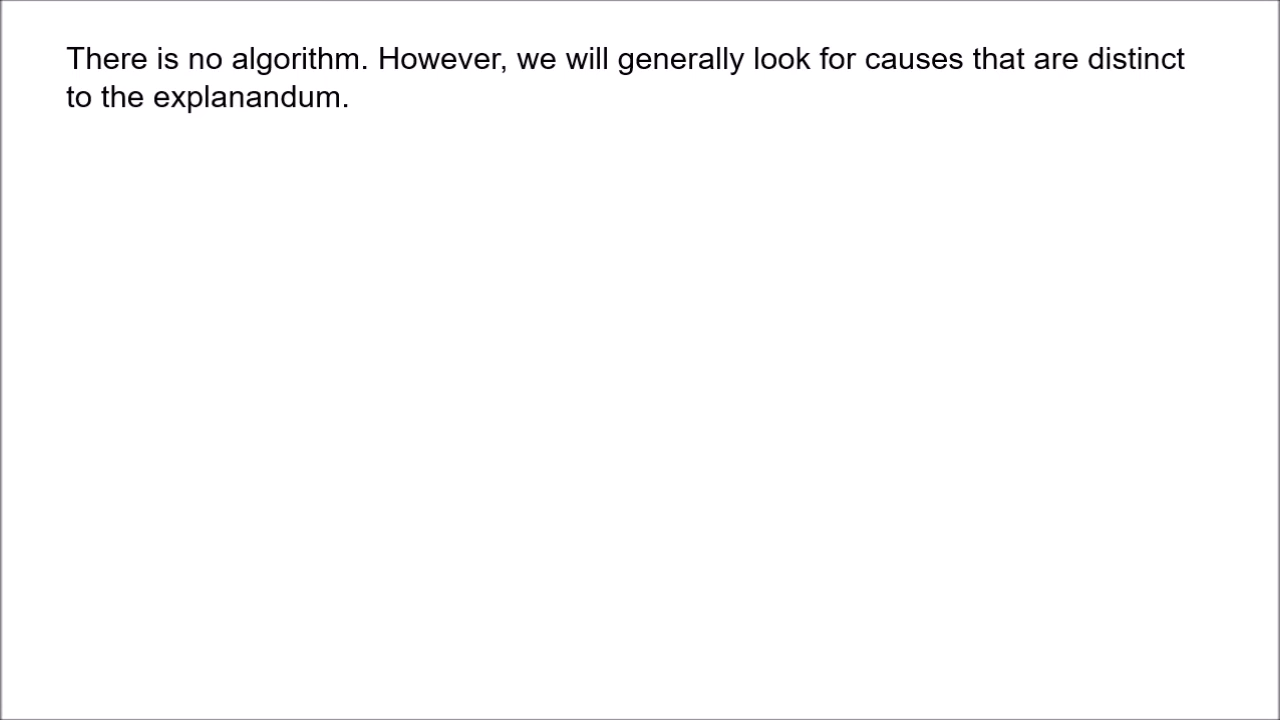 There is no algorithm. However, we will generally look for causes that are distinct
to the explanandum.